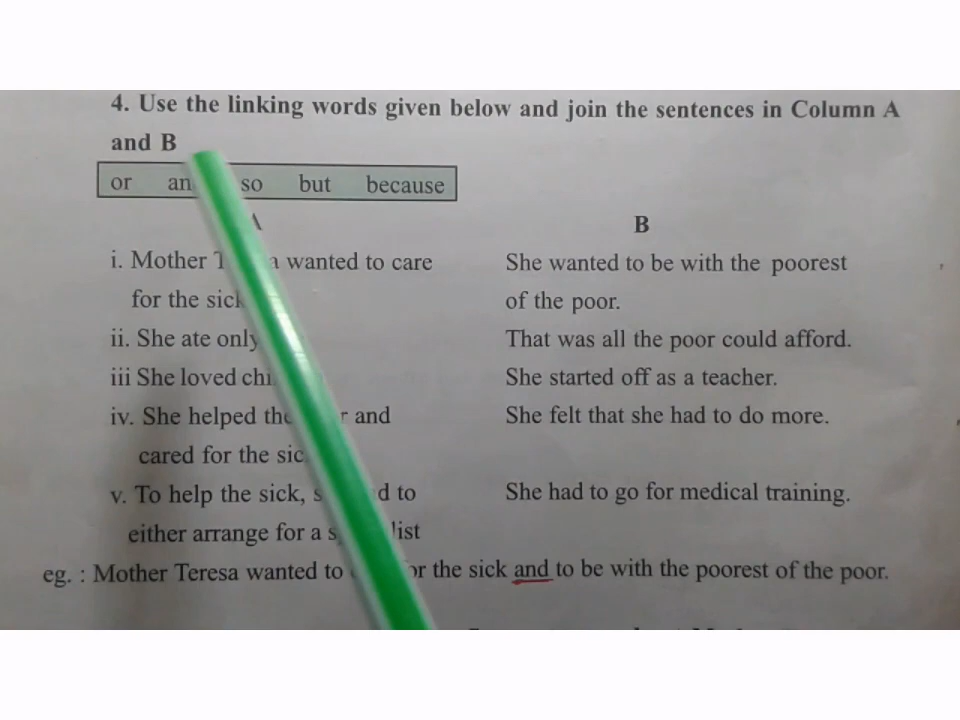 4. Use the linking words given below and join the sentences in Column A
and B
or so but because
A B
i. Mother wanted to care She wanted to be with the poorest
for the sick of the poor.
ii. She ate only That was all the poor could afford.
iii She loved She started off as a teacher.
iv. She helped and She felt that she had to do more.
cared for the
v. To help the sick, to She had to go for medical training.
either arrange for a
eg. : Mother Teresa wanted to the sick and to be with the poorest of the poor.